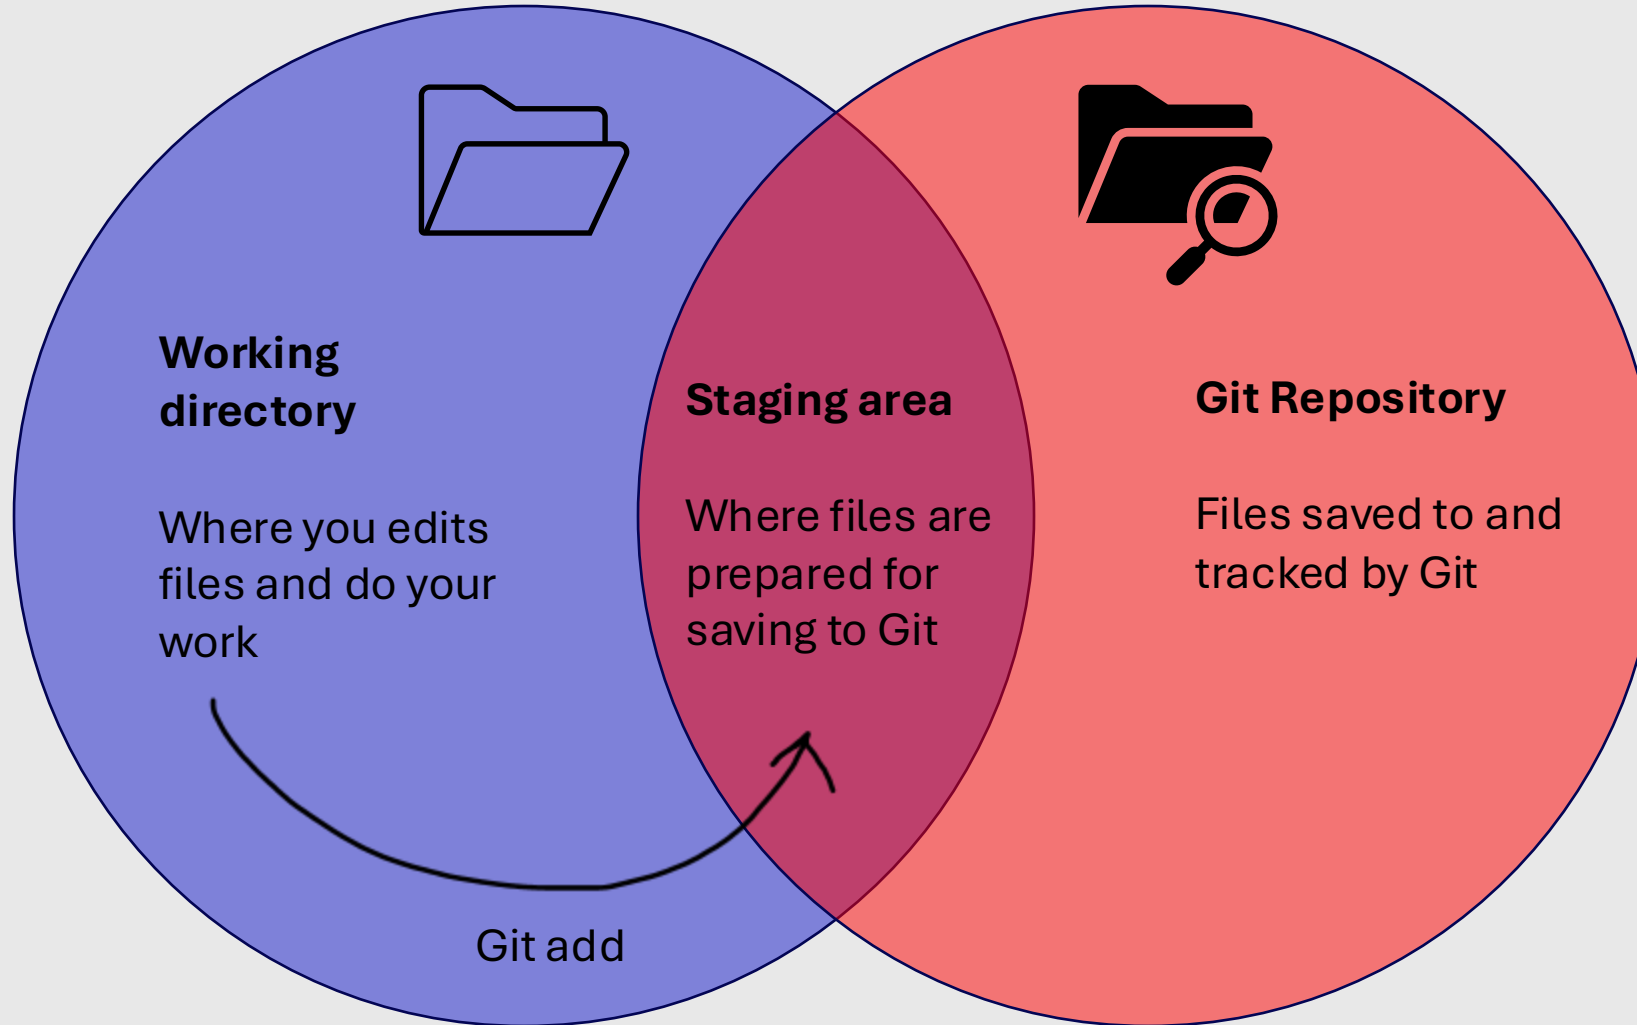 Working
directory
Where you edits
files and do your
work
Staging area
Where files are
prepared for
saving to Git
Git Repository
Files saved to and
tracked by Git
Git add